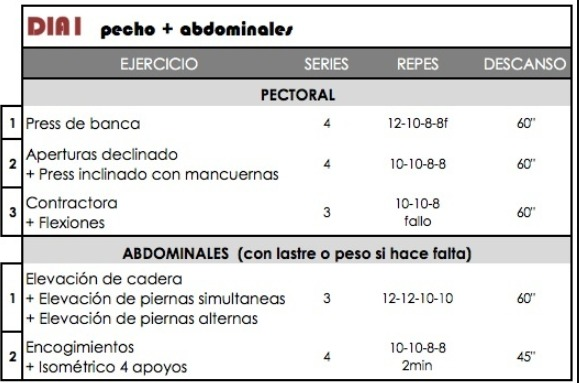 DIA 1 pecho + abdominales
EJERCICIO SERIES REPES DESCANSO
PECTORAL
1 Press de banca 4 12-10-8-8f 60"
2 Aperturas declinado
+ Press inclinado con mancuernas 4 10-10-8-8 60"
3 Contractora
+ Flexiones 3 10-10-8
fallo 60"
ABDOMINALES (con lastre o peso si hace falta)
1 Elevación de cadera
+ Elevación de piernas simultaneas 3 12-12-10-10 60"
+ Elevación de piernas alternas
2 Encogimientos
+ Isométrico 4 apoyos 4 10-10-8-8
2min 45"